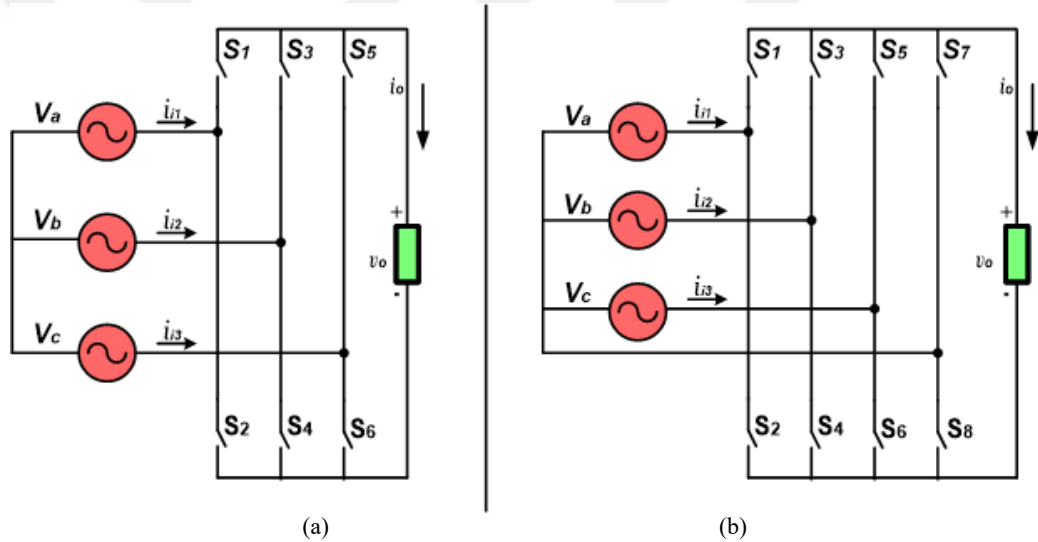 S1 S3 S5
Va ii1 io
Vb ii2 +
vo
Vc ii3 -
S2 S4 S6
(a)
S1 S3 S5 S7
Va ii1 io
Vb ii2 +
vo
Vc ii3 -
S2 S4 S6 S8
(b)